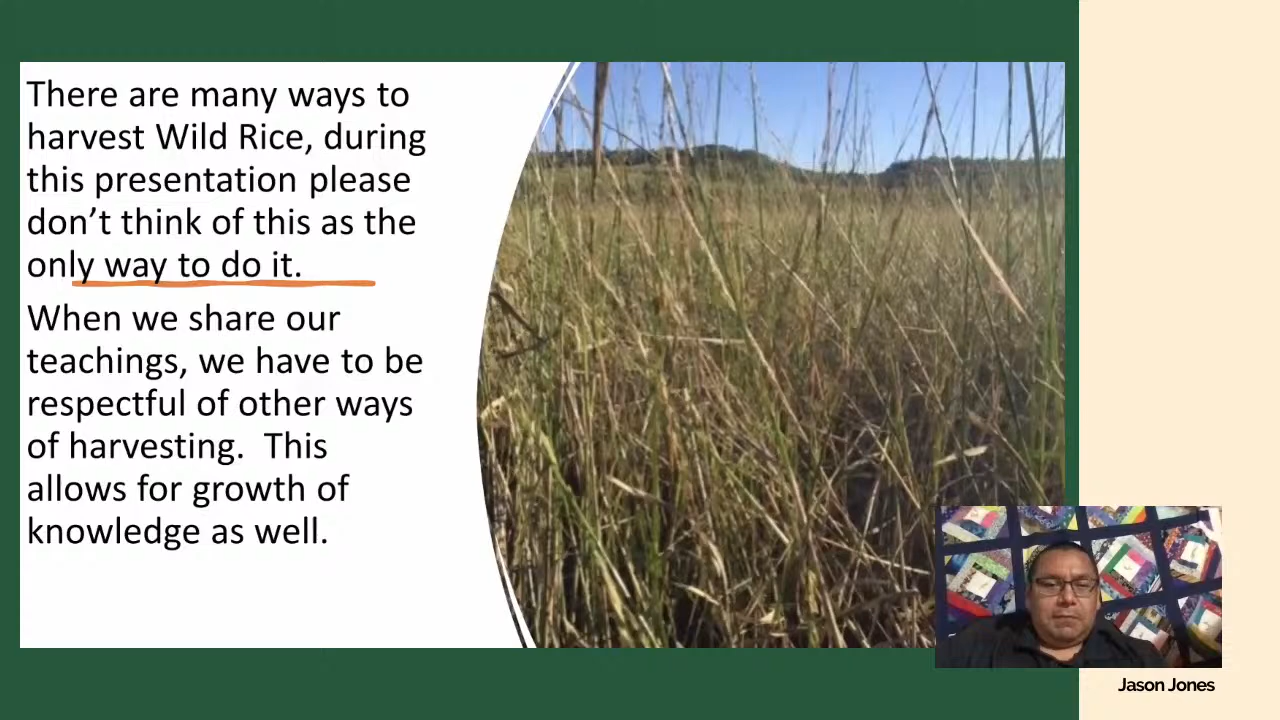 There are many ways to
harvest Wild Rice, during
this presentation please
don’t think of this as the
only way to do it.
When we share our
teachings, we have to be
respectful of other ways
of harvesting.  This
allows for growth of
knowledge as well.
Jason Jones